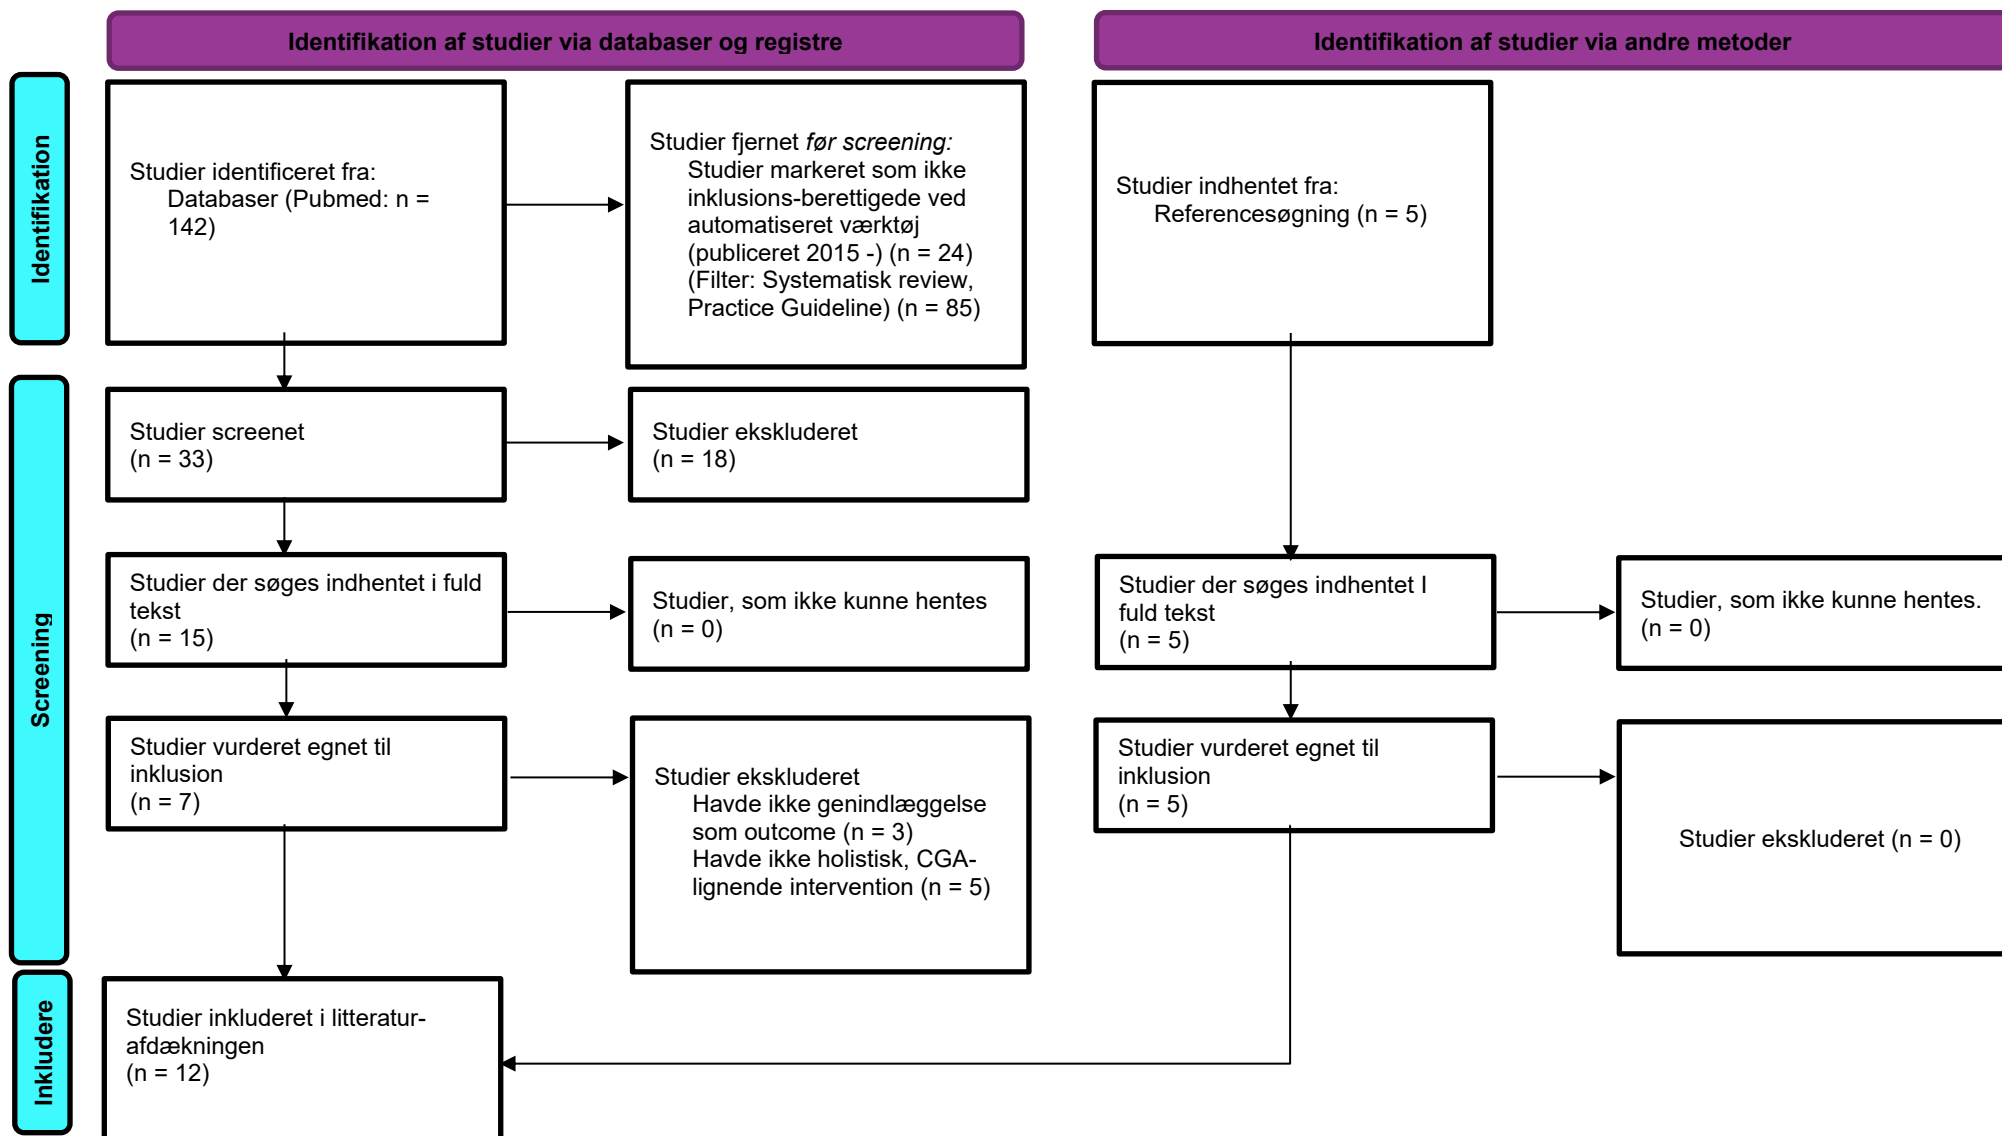 Identifikation af studier via databaser og registre
Identifikation af studier via andre metoder
Identifikation
Studier identificeret fra:
Databaser (Pubmed: n =
142)
Studier fjernet før screening:
Studier markeret som ikke
inklusions-berettigede ved
automatiseret værktøj
(publiceret 2015 -) (n = 24)
(Filter: Systematisk review,
Practice Guideline) (n = 85)
Studier indhentet fra:
Referencesøgning (n = 5)
Screening
Studier screenet
(n = 33)
Studier ekskluderet
(n = 18)
Studier der søges indhentet i fuld
tekst
(n = 15)
Studier, som ikke kunne hentes
(n = 0)
Studier der søges indhentet I
fuld tekst
(n = 5)
Studier, som ikke kunne hentes.
(n = 0)
Studier vurderet egnet til
inklusion
(n = 7)
Studier ekskluderet
Havde ikke genindlæggelse
som outcome (n = 3)
Havde ikke holistisk, CGA-
lignende intervention (n = 5)
Studier vurderet egnet til
inklusion
(n = 5)
Studier ekskluderet (n = 0)
Inkludere
Studier inkluderet i litteratur-
afdækningen
(n = 12)